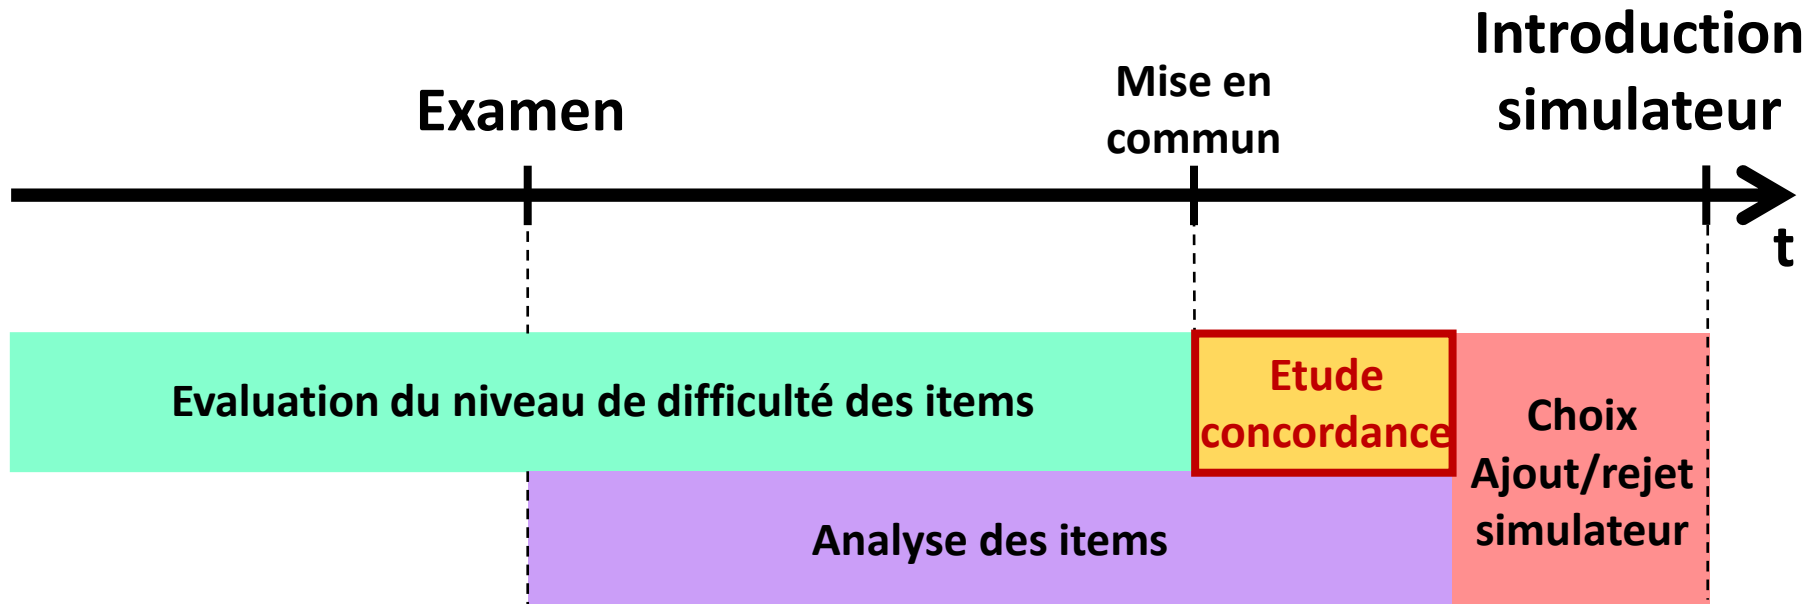 Introduction
simulateur
Mise en
commun
Examen
t
Evaluation du niveau de difficulté des items
Etude
concordance
Choix
Ajout/rejet
simulateur
Analyse des items